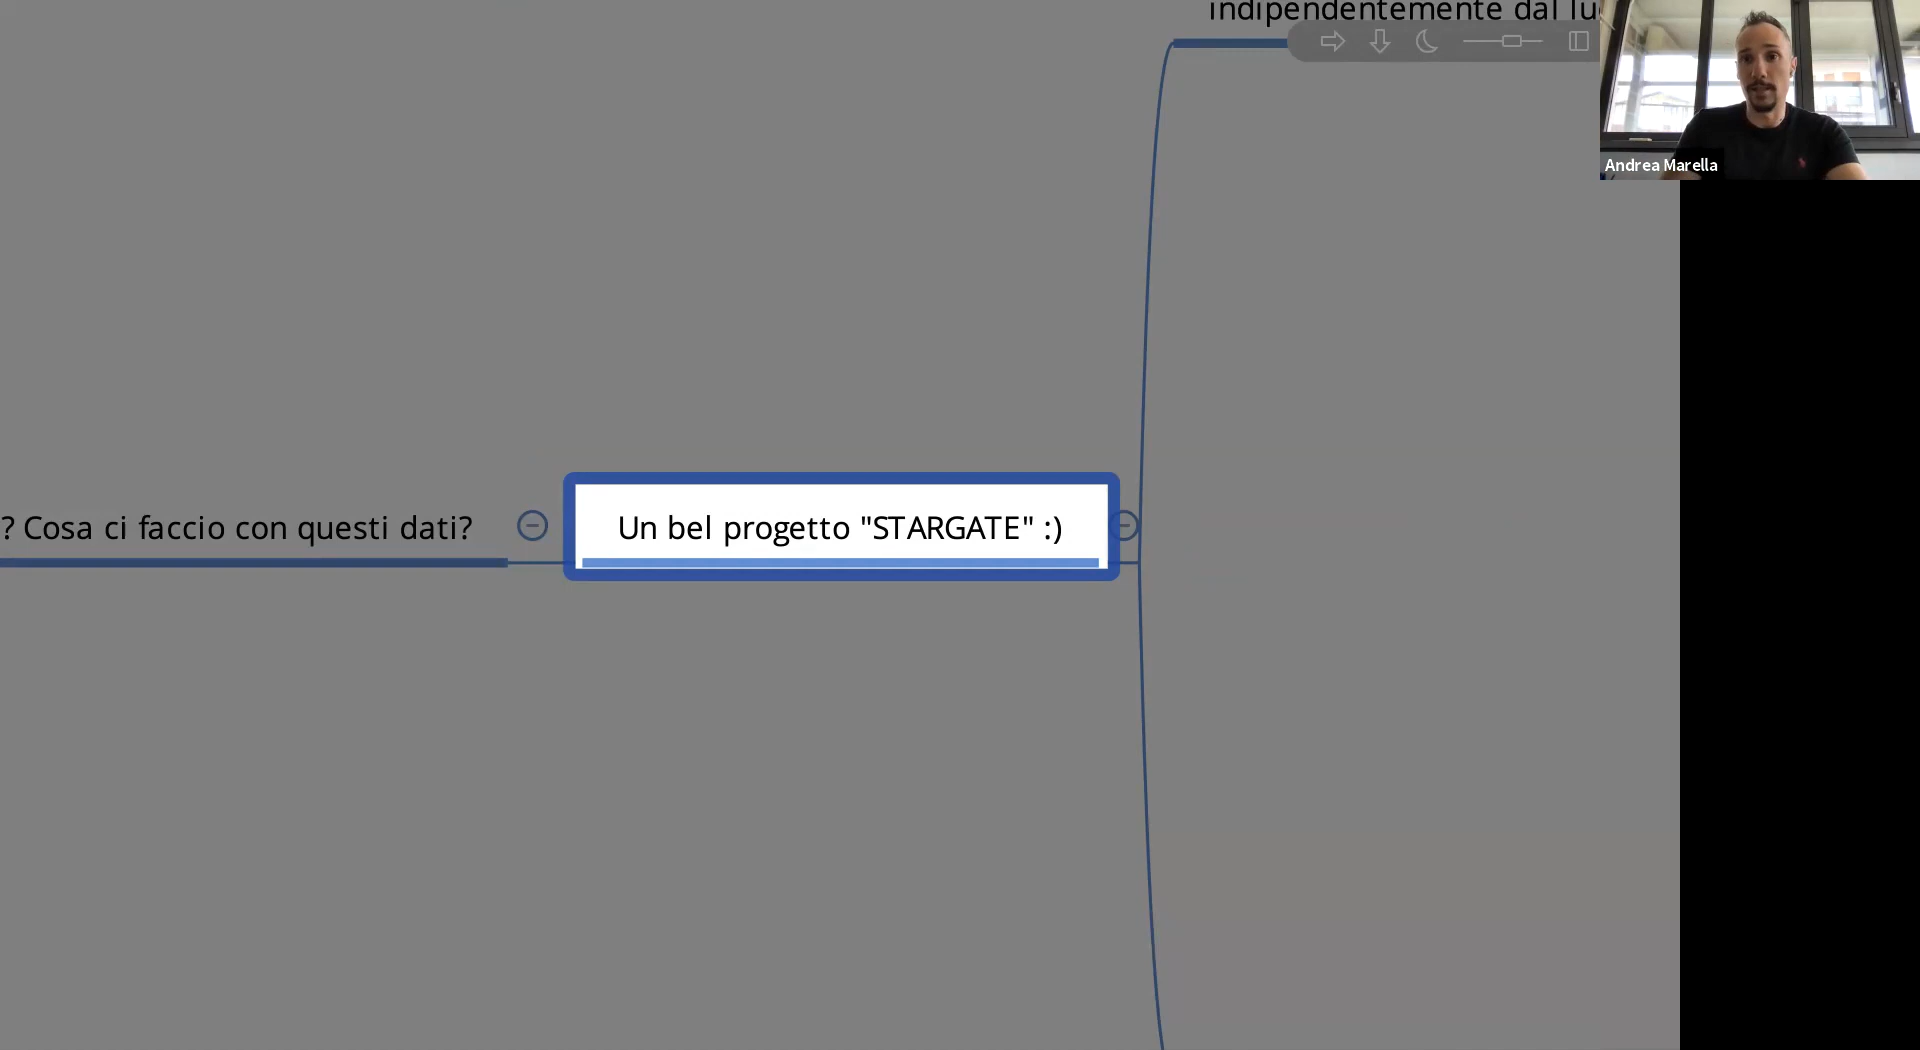 indipendentemente dal
Andrea Marella
? Cosa ci faccio con questi dati?
Un bel progetto "STARGATE" :)